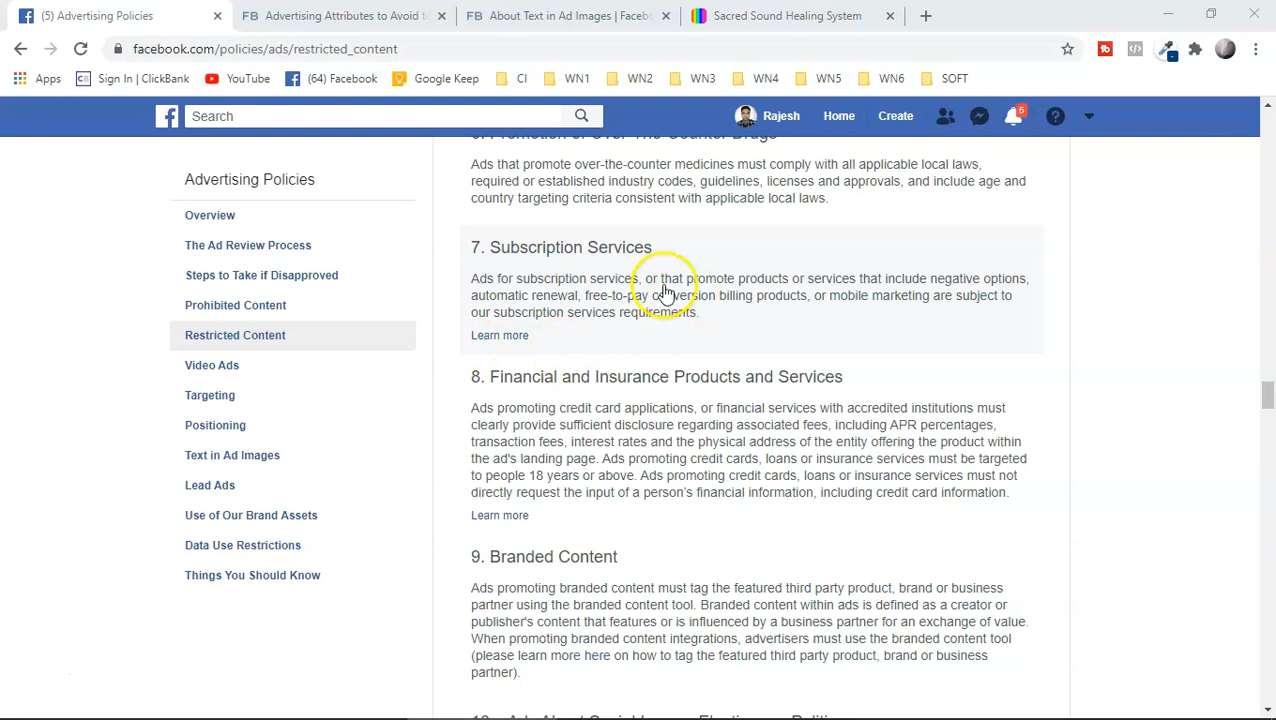 (5) Advertising Policies
Advertising Attributes to Avoid to
About Text in Ad Images | Faceb
Sacred Sound Healing System
facebook.com/policies/ads/restricted_content
Apps
Sign In | ClickBank
YouTube
(64) Facebook
Google Keep
CI
WN1
WN2
WN3
WN4
WN5
WN6
SOFT
Search
Rajesh
Home
Create
5
Advertising Policies
Overview
The Ad Review Process
Steps to Take if Disapproved
Prohibited Content
Restricted Content
Video Ads
Targeting
Positioning
Text in Ad Images
Lead Ads
Use of Our Brand Assets
Data Use Restrictions
Things You Should Know
6. Promotion of Over-The-Counter Drugs
Ads that promote over-the-counter medicines must comply with all applicable local laws,
required or established industry codes, guidelines, licenses and approvals, and include age and
country targeting criteria consistent with applicable local laws.
7. Subscription Services
Ads for subscription services, or that promote products or services that include negative options,
automatic renewal, free-to-pay conversion billing products, or mobile marketing are subject to
our subscription services requirements.
Learn more
8. Financial and Insurance Products and Services
Ads promoting credit card applications, or financial services with accredited institutions must
clearly provide sufficient disclosure regarding associated fees, including APR percentages,
transaction fees, interest rates and the physical address of the entity offering the product within
the ad's landing page. Ads promoting credit cards, loans or insurance services must be targeted
to people 18 years or above. Ads promoting credit cards, loans or insurance services must not
directly request the input of a person's financial information, including credit card information.
Learn more
9. Branded Content
Ads promoting branded content must tag the featured third party product, brand or business
partner using the branded content tool. Branded content within ads is defined as a creator or
publisher's content that features or is influenced by a business partner for an exchange of value.
When promoting branded content integrations, advertisers must use the branded content tool
(please learn more here on how to tag the featured third party product, brand or business
partner).